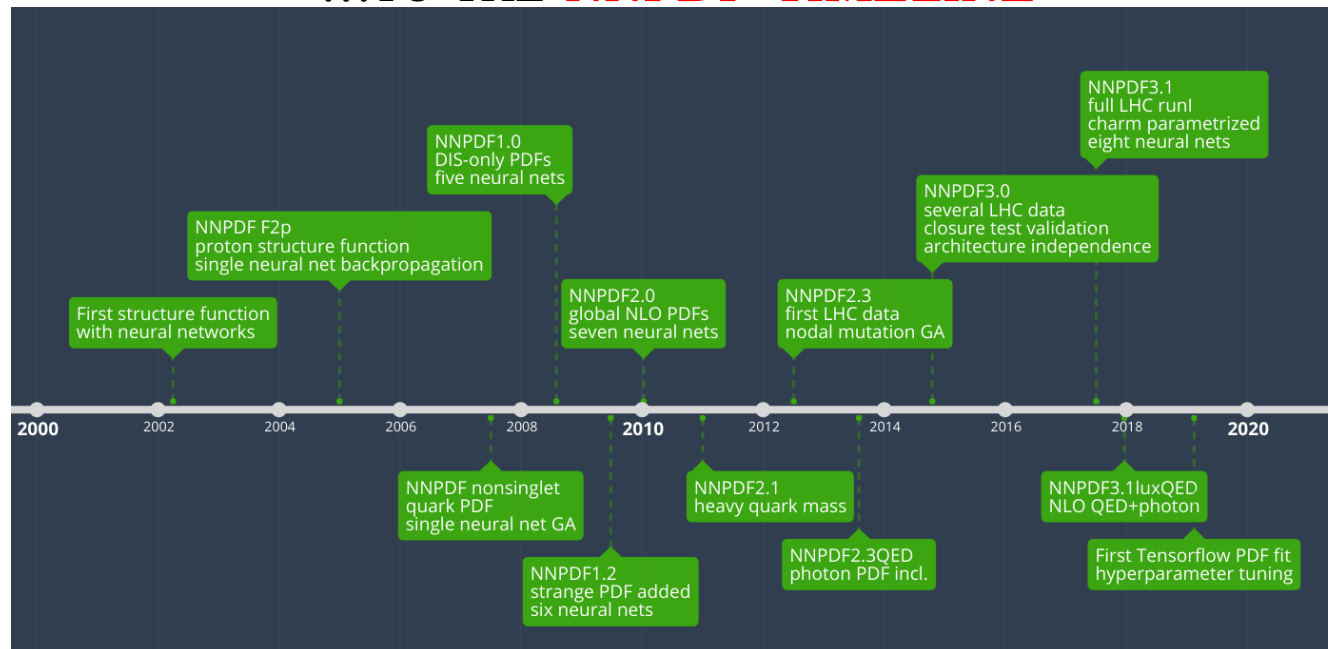 ...TO THE NNPDF TIMELINE
NNPDF3.1
full LHC runI
charm parametrized
eight neural nets
NNPDF1.0
DIS-only PDFs
five neural nets
NNPDF3.0
several LHC data
closure test validation
architecture independence
NNPDF F2p
proton structure function
single neural net backpropagation
NNPDF2.0
global NLO PDFs
seven neural nets
NNPDF2.3
first LHC data
nodal mutation GA
First structure function
with neural networks
2000 2002 2004 2006 2008 2010 2012 2014 2016 2018 2020
NNPDF nonsinglet
quark PDF
single neural net GA
NNPDF2.1
heavy quark mass
NNPDF3.1luxQED
NLO QED+photon
NNPDF2.3QED
photon PDF incl.
First Tensorflow PDF fit
hyperparameter tuning
NNPDF1.2
strange PDF added
six neural nets